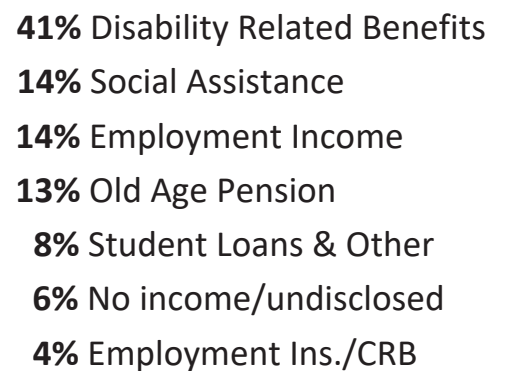 41% Disability Related Benefits
14% Social Assistance
14% Employment Income
13% Old Age Pension
8% Student Loans & Other
6% No income/undisclosed
4% Employment Ins./CRB